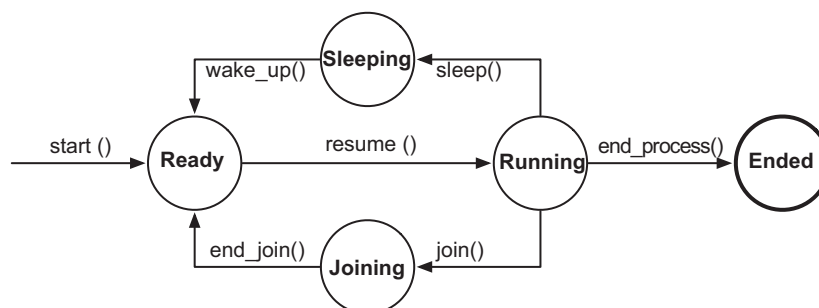 Sleeping
wake_up() sleep()
start () Ready resume () Running end_process() Ended
end_join() join()
Joining